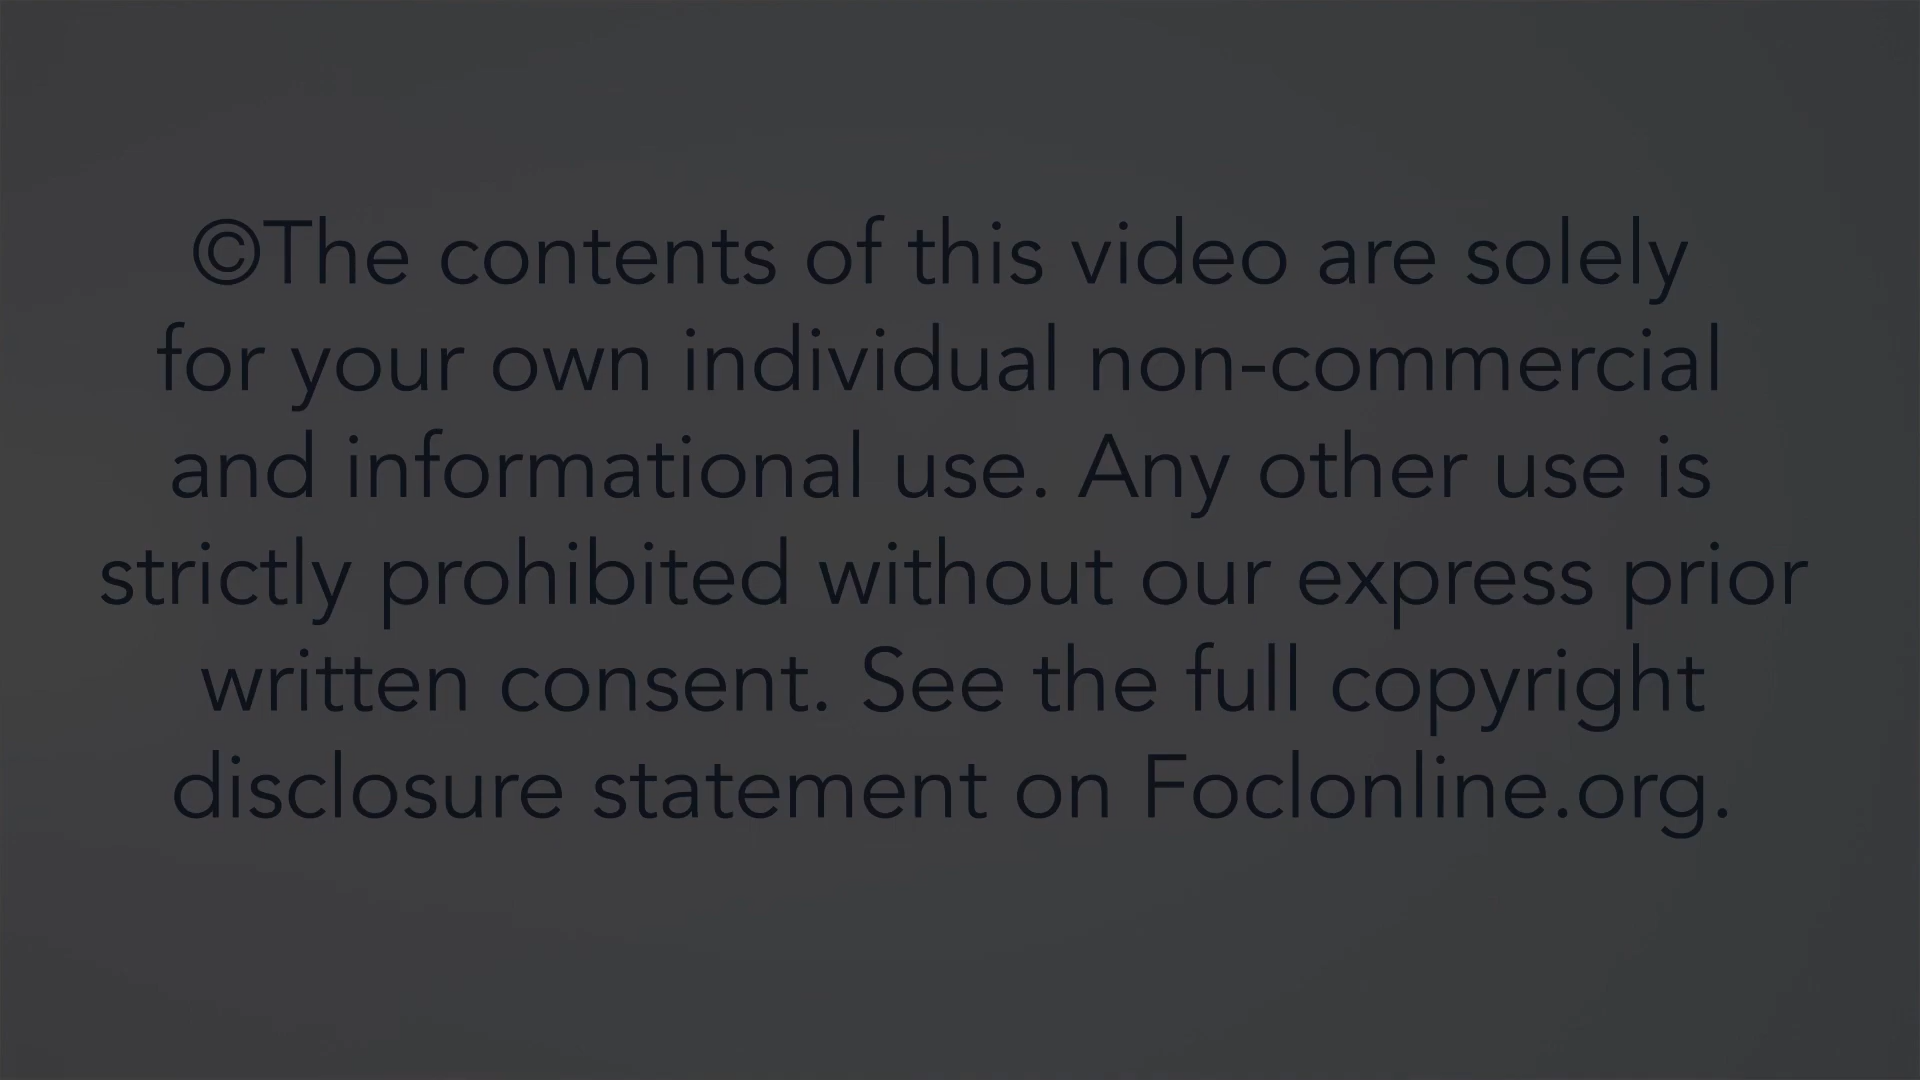 ©The contents of this video are solely
for your own individual non-commercial
and informational use. Any other use is
strictly prohibited without our express prior
written consent. See the full copyright
disclosure statement on Foclonline.org.